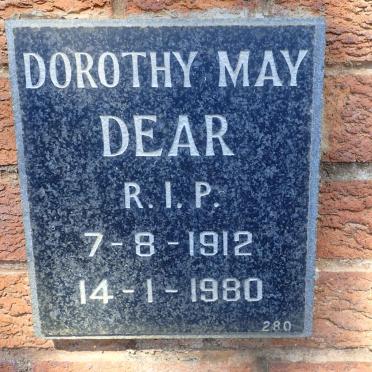 DOROTHY MAY
DEAR
R. I. P.
7 - 8 - 1912
14 - 1 - 1980
280